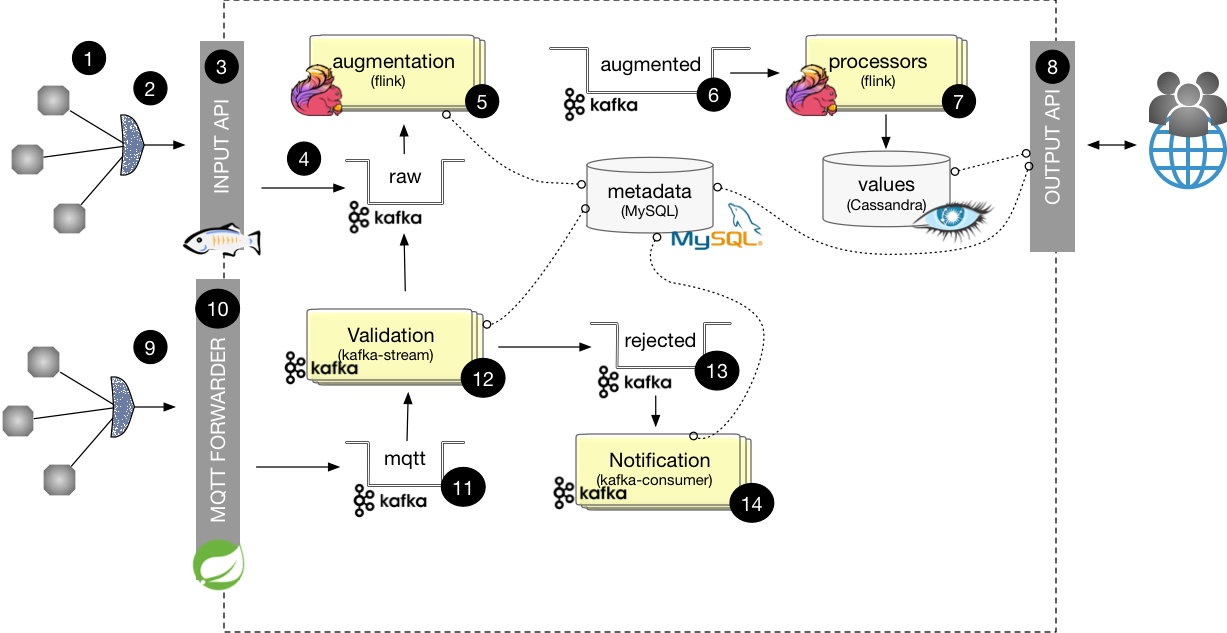 1
2
3
INPUT API
augmentation
(flink)
5
4
raw
kafka
augmented
kafka
6
processors
(flink)
7
8
OUTPUT API
metadata
(MySQL)
MySQL®
values
(Cassandra)
9
10
MQTT FORWARDER
Validation
(kafka-stream)
kafka
12
rejected
kafka
13
mqtt
kafka
11
Notification
(kafka-consumer)
kafka
14